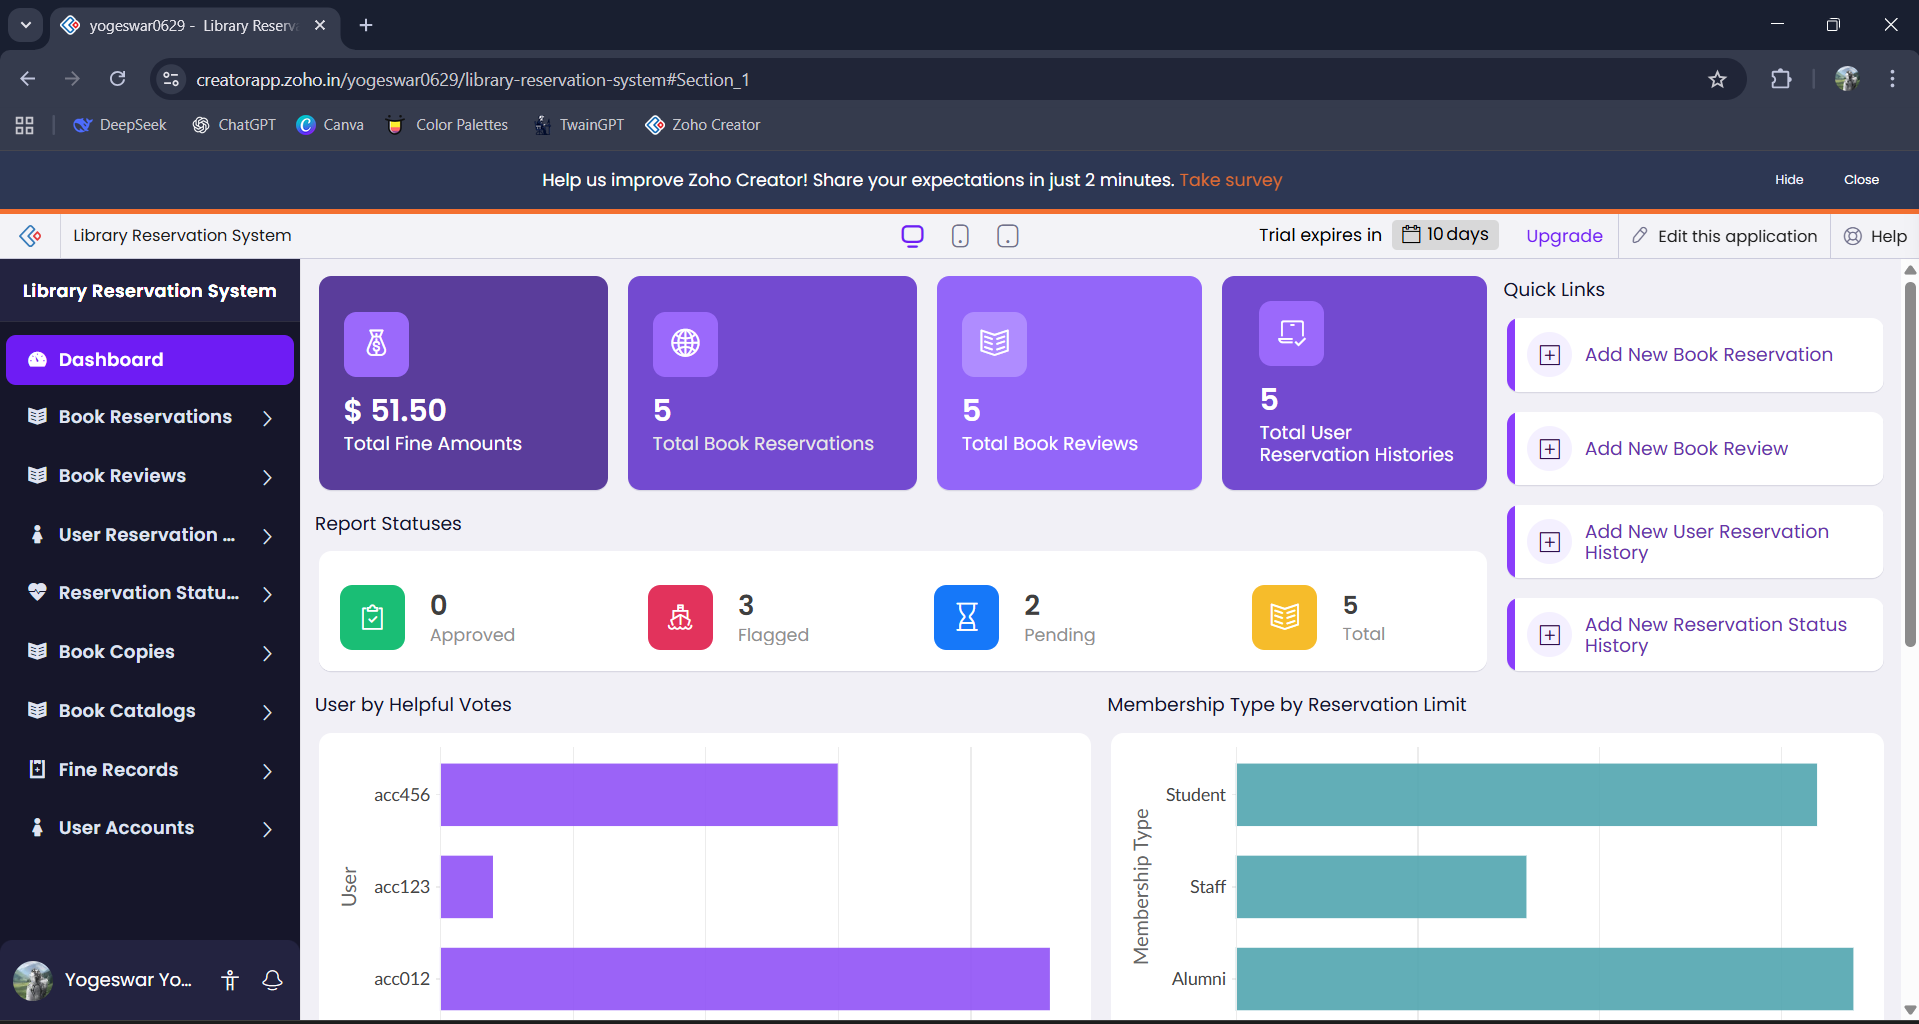 yogeswar0629 - Library Reserv
creatorapp.zoho.in/yogeswar0629/library-reservation-system#Section_1
DeepSeek ChatGPT Canva Color Palettes TwainGPT Zoho Creator
Help us improve Zoho Creator! Share your expectations in just 2 minutes. Take survey Hide Close
Library Reservation System Trial expires in 10 days Upgrade Edit this application Help
Library Reservation System
Dashboard
Book Reservations
Book Reviews
User Reservation ...
Reservation Statu...
Book Copies
Book Catalogs
Fine Records
User Accounts
Yogeswar Yo...
$ 51.50
Total Fine Amounts
5
Total Book Reservations
5
Total Book Reviews
5
Total User
Reservation Histories
Quick Links
Add New Book Reservation
Add New Book Review
Add New User Reservation
History
Add New Reservation Status
History
Report Statuses
0
Approved
3
Flagged
2
Pending
5
Total
User by Helpful Votes
User
acc456
acc123
acc012
Membership Type by Reservation Limit
Membership Type
Student
Staff
Alumni